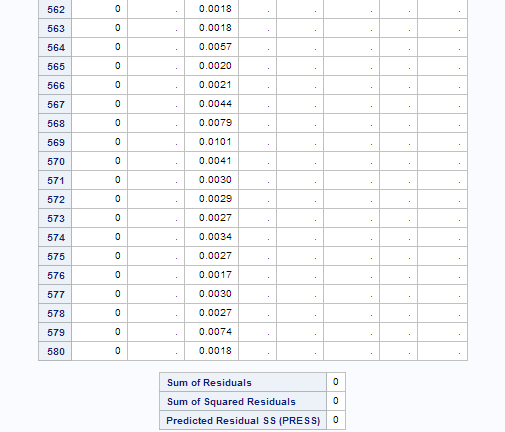 562 0 . 0.0018 . . . . .
563 0 . 0.0018 . . . . .
564 0 . 0.0057 . . . . .
565 0 . 0.0020 . . . . .
566 0 . 0.0021 . . . . .
567 0 . 0.0044 . . . . .
568 0 . 0.0079 . . . . .
569 0 . 0.0101 . . . . .
570 0 . 0.0041 . . . . .
571 0 . 0.0030 . . . . .
572 0 . 0.0029 . . . . .
573 0 . 0.0027 . . . . .
574 0 . 0.0034 . . . . .
575 0 . 0.0027 . . . . .
576 0 . 0.0017 . . . . .
577 0 . 0.0030 . . . . .
578 0 . 0.0027 . . . . .
579 0 . 0.0074 . . . . .
580 0 . 0.0018 . . . . .
Sum of Residuals 0
Sum of Squared Residuals 0
Predicted Residual SS (PRESS) 0